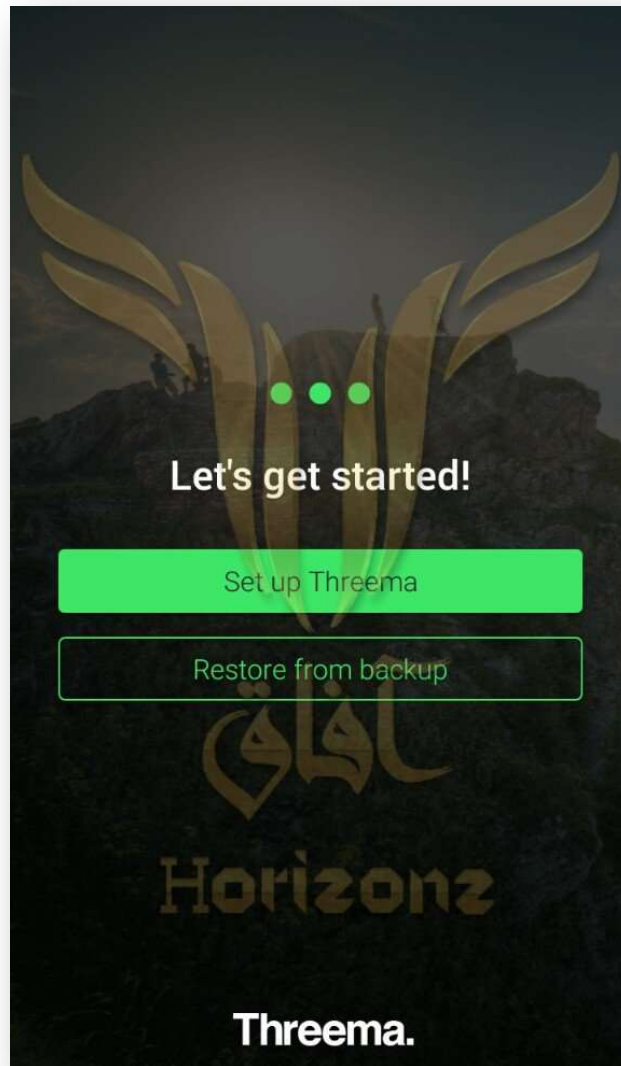 Let's get started!
Set up Threema
Restore from backup
آفاق
Horizons
Threema.